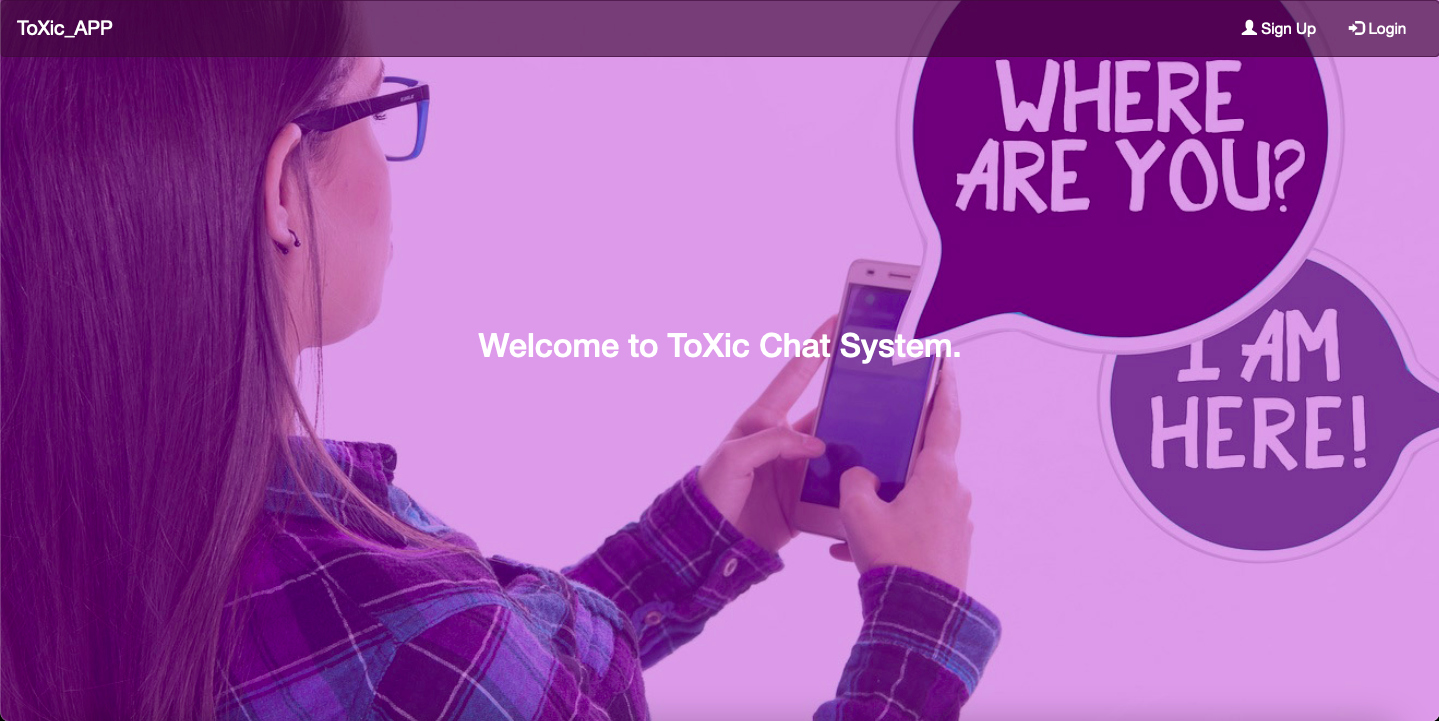 ToXic_APP
Sign Up
Login
WHERE
ARE YOU?
Welcome to ToXic Chat System.
I AM
HERE!